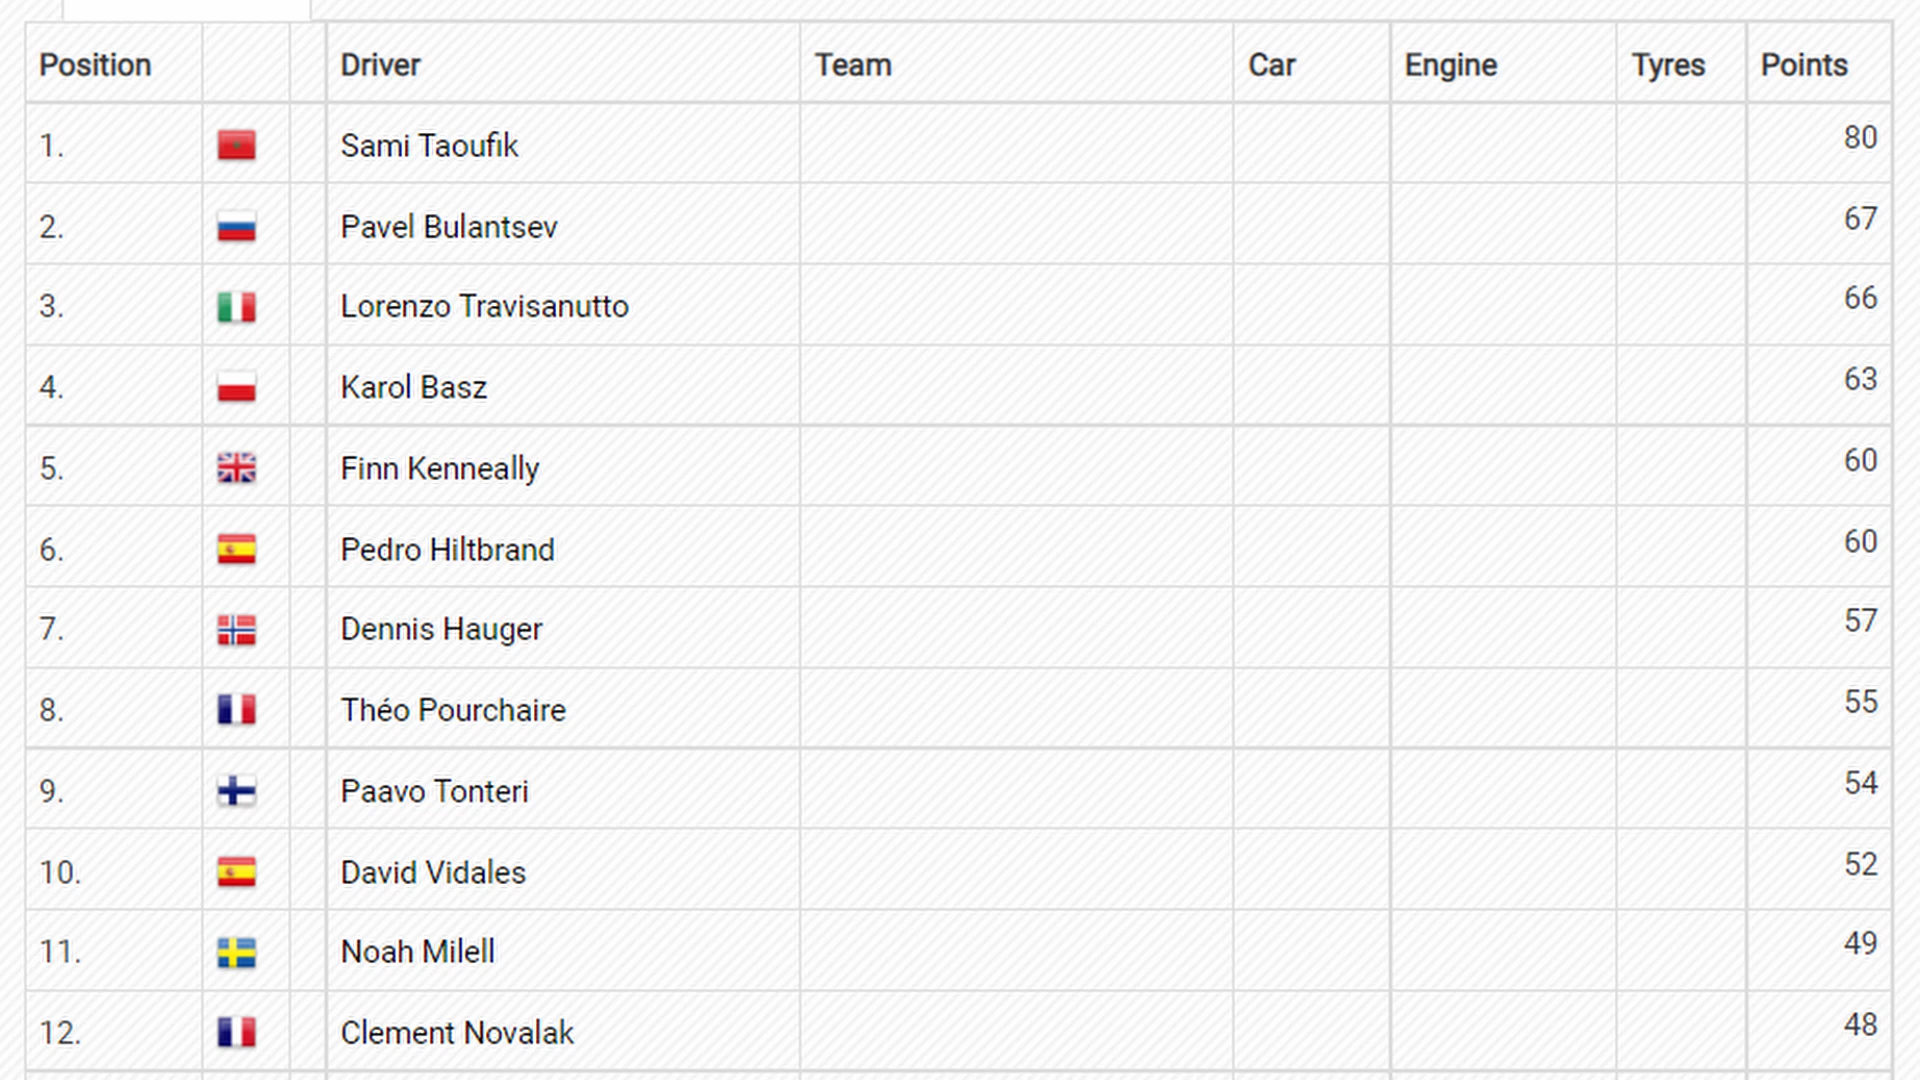 Position Driver Team Car Engine Tyres Points
1. Sami Taoufik 80
2. Pavel Bulantsev 67
3. Lorenzo Travisanutto 66
4. Karol Basz 63
5. Finn Kenneally 60
6. Pedro Hiltbrand 60
7. Dennis Hauger 57
8. Théo Pourchaire 55
9. Paavo Tonteri 54
10. David Vidales 52
11. Noah Milell 49
12. Clement Novalak 48